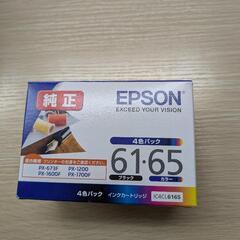 純正
EPSON
EXCEED YOUR VISION
4色パック
61・65
ブラック
カラー
PX-673F PX-1200
PX-1600F PX-1700F
4色パック インクカートリッジ IC4CL6165